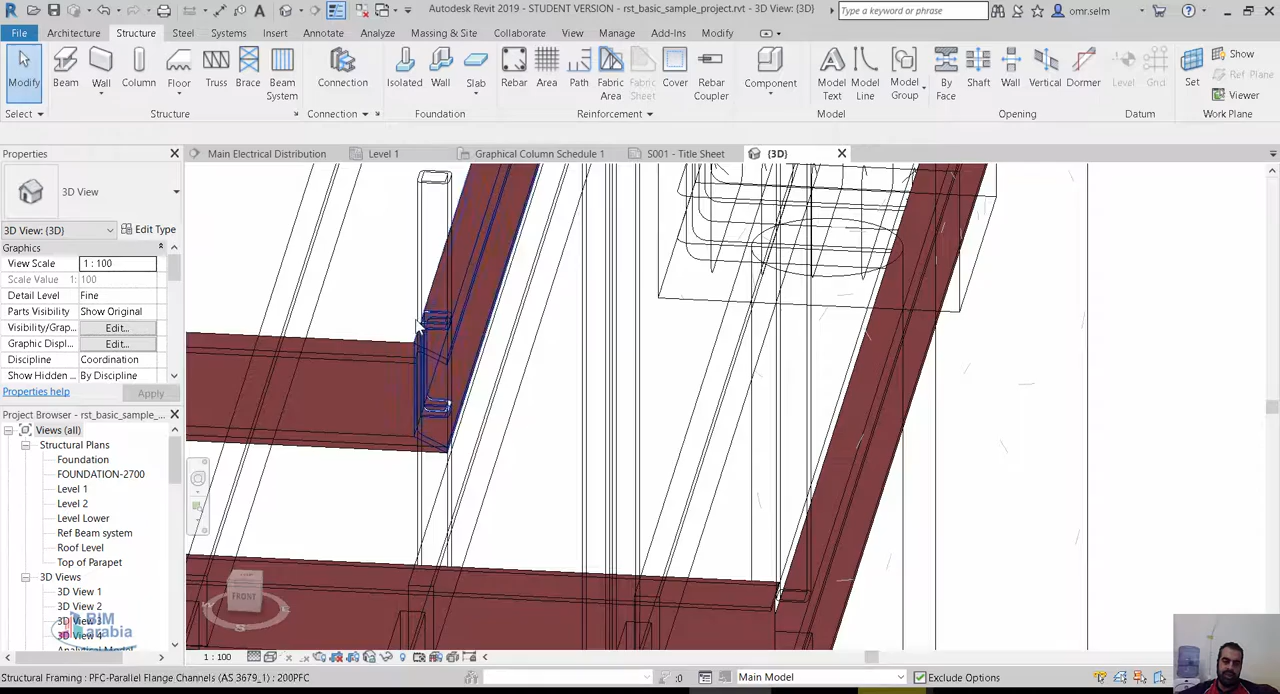 Autodesk Revit 2019 - STUDENT VERSION - rst_basic_sample_project.rvt - 3D View: {3D}
Type a keyword or phrase
omr.selm
File Architecture Structure Steel Systems Insert Annotate Analyze Massing & Site Collaborate View Manage Add-Ins Modify
Modify Beam Wall Column Floor Truss Brace Beam System Connection Isolated Wall Slab Rebar Area Path Fabric Area Fabric Sheet Cover Rebar Coupler Component Model Text Model Line Model Group By Face Shaft Wall Vertical Dormer Level Grid Set Show Ref Plane Viewer
Select Structure Connection Foundation Reinforcement Model Opening Datum Work Plane
Properties
Main Electrical Distribution Level 1 Graphical Column Schedule 1 S001 - Title Sheet {3D}
3D View
3D View: {3D} Edit Type
Graphics
View Scale 1 : 100
Scale Value 1: 100
Detail Level Fine
Parts Visibility Show Original
Visibility/Grap... Edit...
Graphic Displ... Edit...
Discipline Coordination
Show Hidden ... By Discipline
Properties help Apply
Project Browser - rst_basic_sample_...
Views (all)
Structural Plans
Foundation
FOUNDATION-2700
Level 1
Level 2
Level Lower
Ref Beam system
Roof Level
Top of Parapet
3D Views
3D View 1
3D View 2
3D View 3
3D View 4
BIM
arabia
FRONT
S
1 : 100
Structural Framing : PFC-Parallel Flange Channels (AS 3679_1) : 200PFC
:0
Main Model
Exclude Options